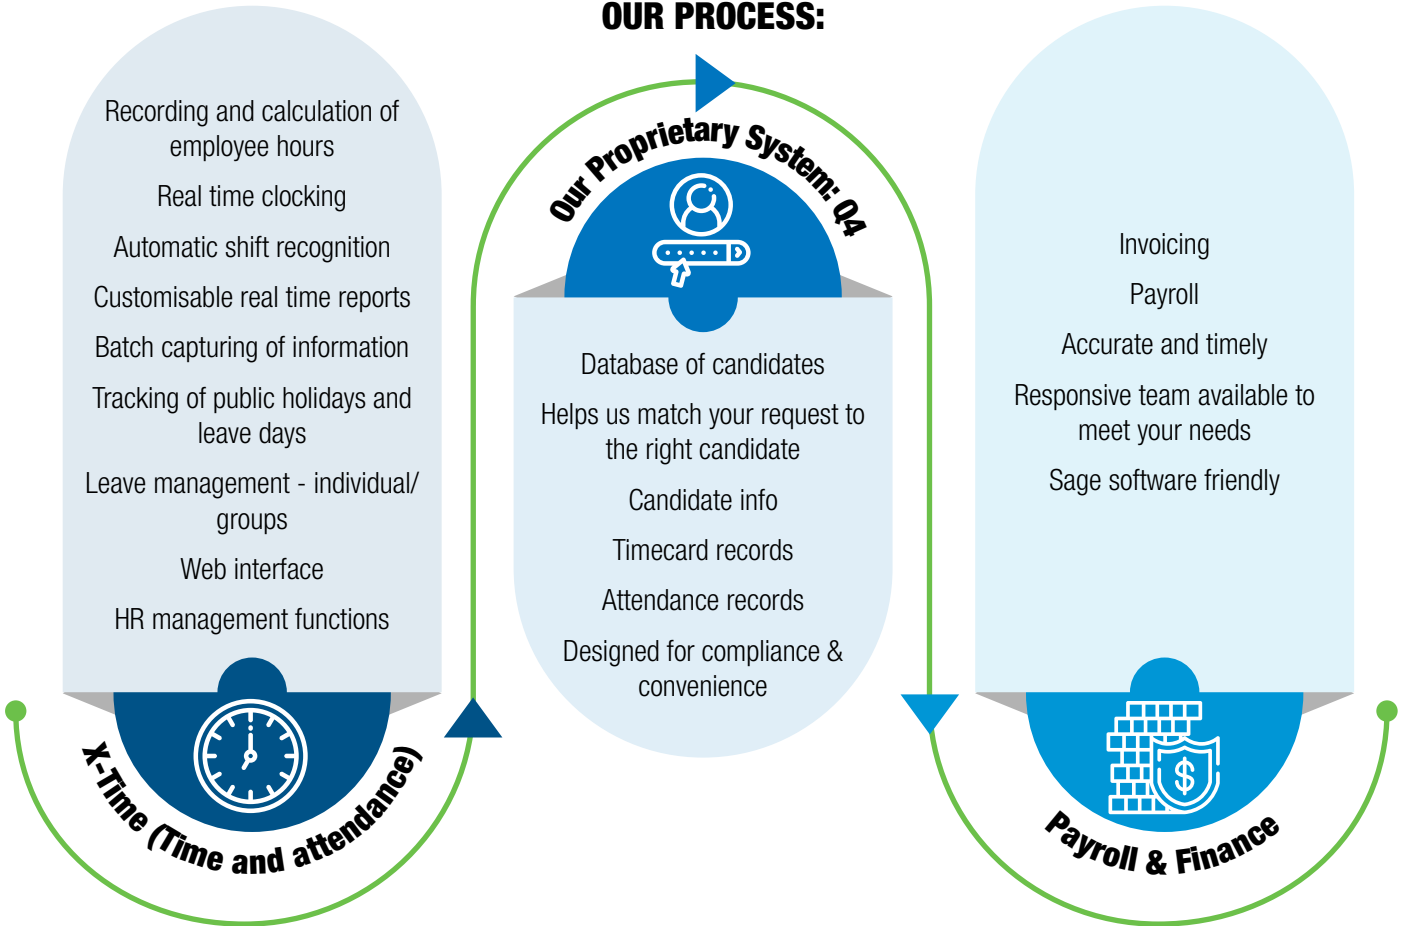 OUR PROCESS:
Recording and calculation of
employee hours
Real time clocking
Automatic shift recognition
Customisable real time reports
Batch capturing of information
Tracking of public holidays and
leave days
Leave management - individual/
groups
Web interface
HR management functions
X-Time (Time and attendance)
Our Proprietary System: Q4
Database of candidates
Helps us match your request to
the right candidate
Candidate info
Timecard records
Attendance records
Designed for compliance &
convenience
Invoicing
Payroll
Accurate and timely
Responsive team available to
meet your needs
Sage software friendly
$
Payroll & Finance